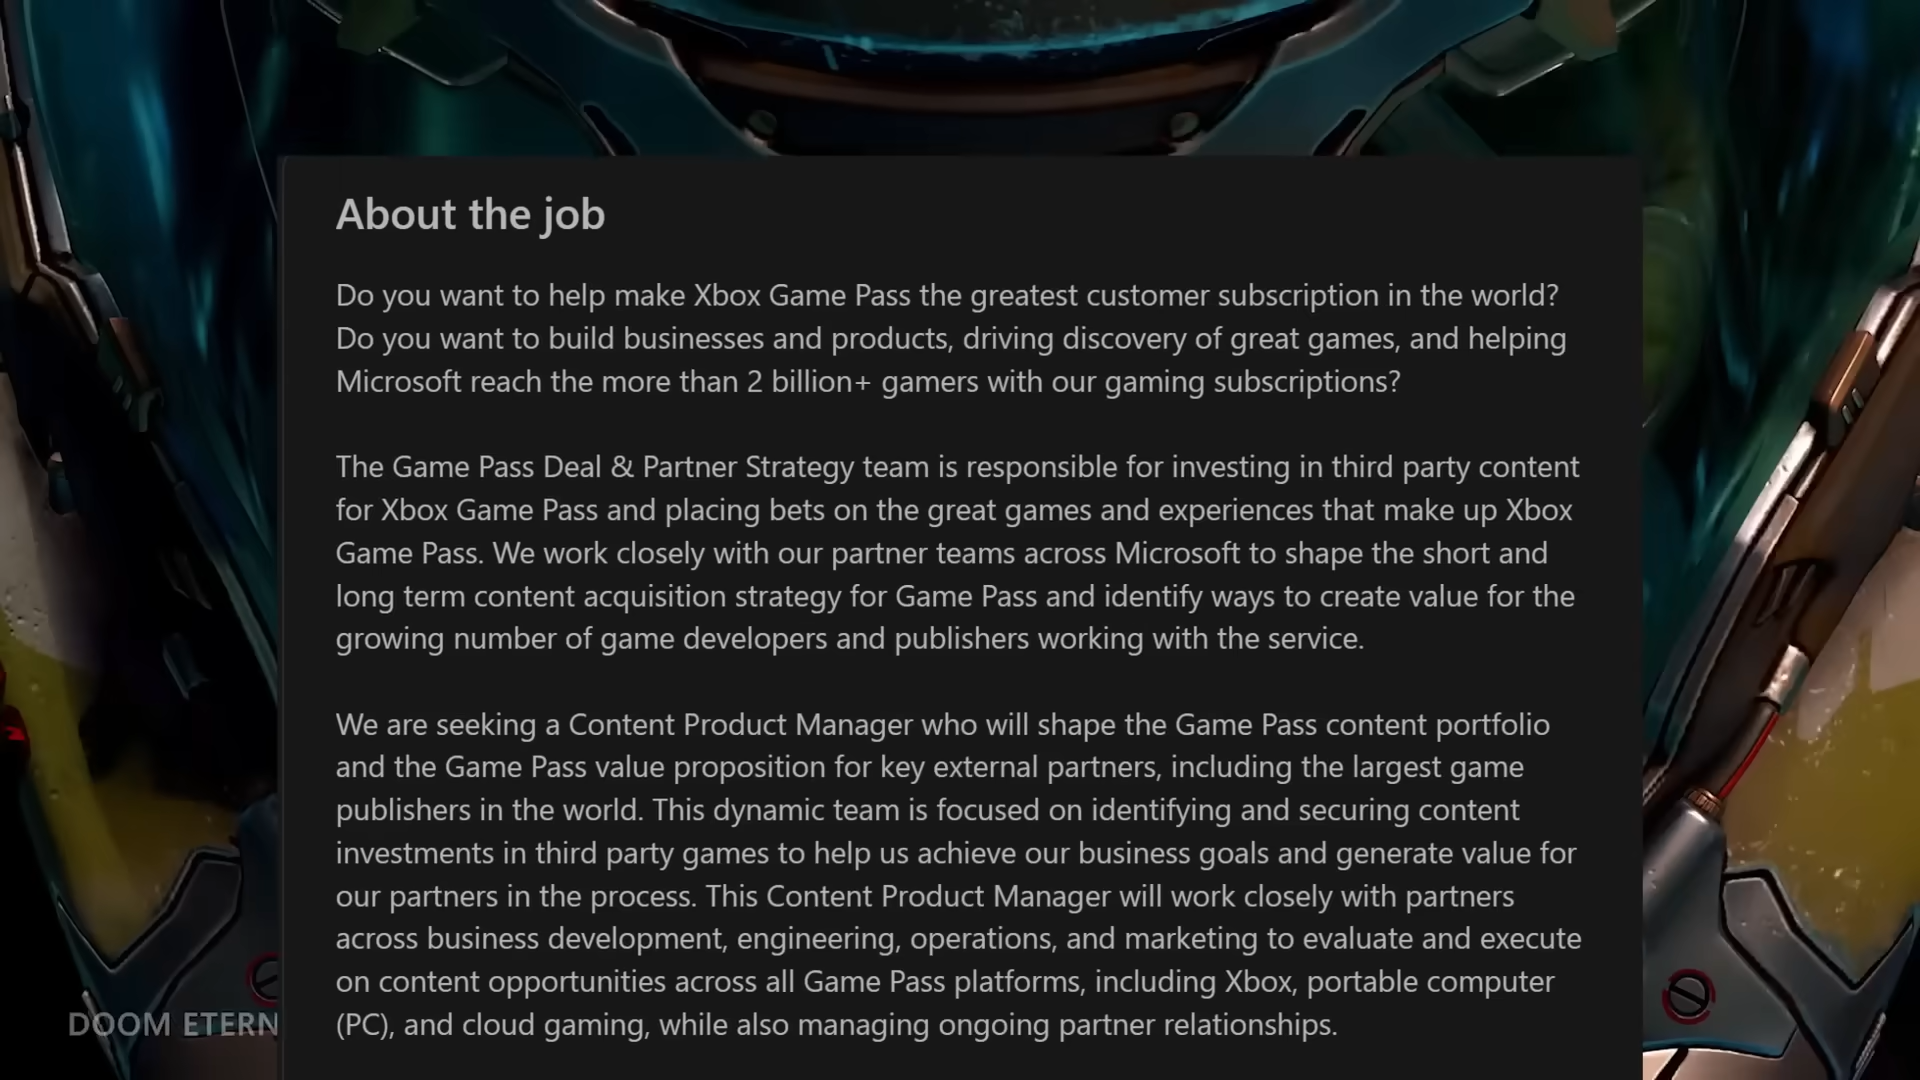 About the job
Do you want to help make Xbox Game Pass the greatest customer subscription in the world?
Do you want to build businesses and products, driving discovery of great games, and helping
Microsoft reach the more than 2 billion+ gamers with our gaming subscriptions?
The Game Pass Deal & Partner Strategy team is responsible for investing in third party content
for Xbox Game Pass and placing bets on the great games and experiences that make up Xbox
Game Pass. We work closely with our partner teams across Microsoft to shape the short and
long term content acquisition strategy for Game Pass and identify ways to create value for the
growing number of game developers and publishers working with the service.
We are seeking a Content Product Manager who will shape the Game Pass content portfolio
and the Game Pass value proposition for key external partners, including the largest game
publishers in the world. This dynamic team is focused on identifying and securing content
investments in third party games to help us achieve our business goals and generate value for
our partners in the process. This Content Product Manager will work closely with partners
across business development, engineering, operations, and marketing to evaluate and execute
on content opportunities across all Game Pass platforms, including Xbox, portable computer
(PC), and cloud gaming, while also managing ongoing partner relationships.
DOOM ETERN